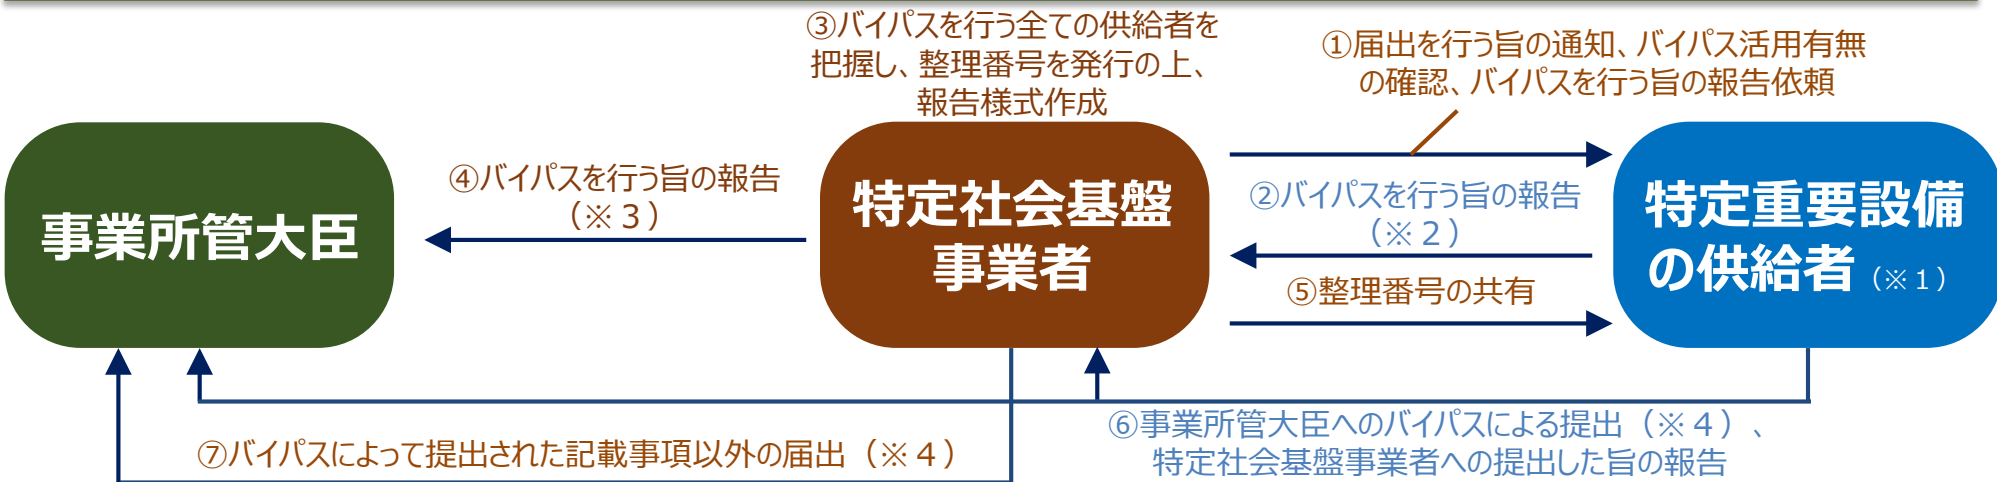 ③バイパスを行う全ての供給者を
把握し、整理番号を発行の上、
報告様式作成
①届出を行う旨の通知、バイパス活用有無
の確認、バイパスを行う旨の報告依頼
事業所管大臣
④バイパスを行う旨の報告
（※３）
特定社会基盤
事業者
②バイパスを行う旨の報告
（※２）
⑤整理番号の共有
特定重要設備
の供給者（※１）
⑥事業所管大臣へのバイパスによる提出（※４）、
特定社会基盤事業者への提出した旨の報告
⑦バイパスによって提出された記載事項以外の届出（※４）